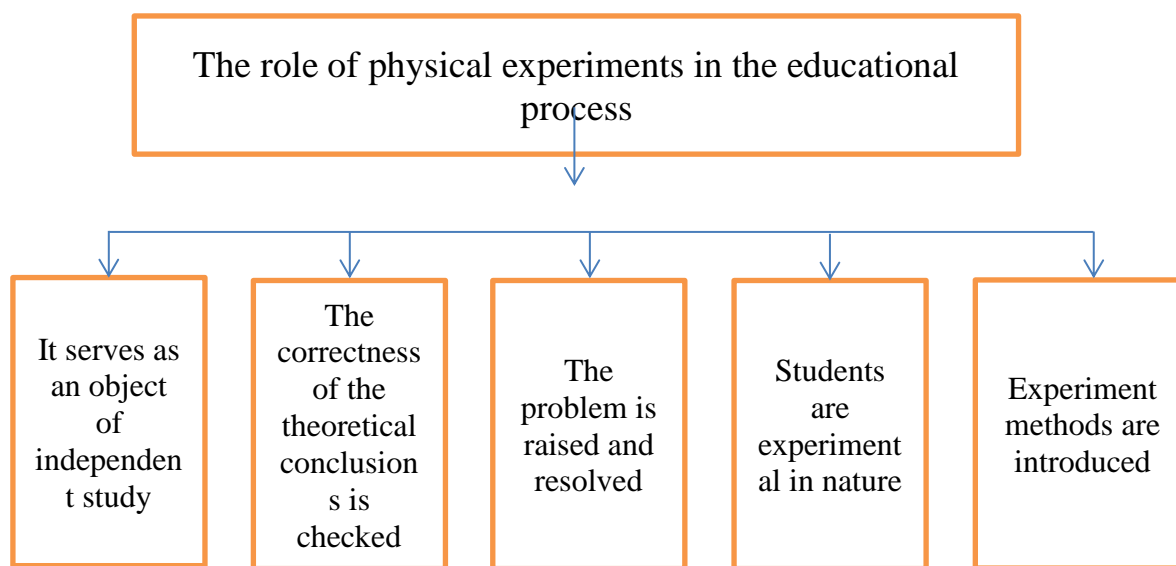 The role of physical experiments in the educational
process
It serves as
an object
of
independen
t study
The
correctness
of the
theoretical
conclusion
s is
checked
The
problem is
raised and
resolved
Students
are
experiment
al in nature
Experiment
methods are
introduced